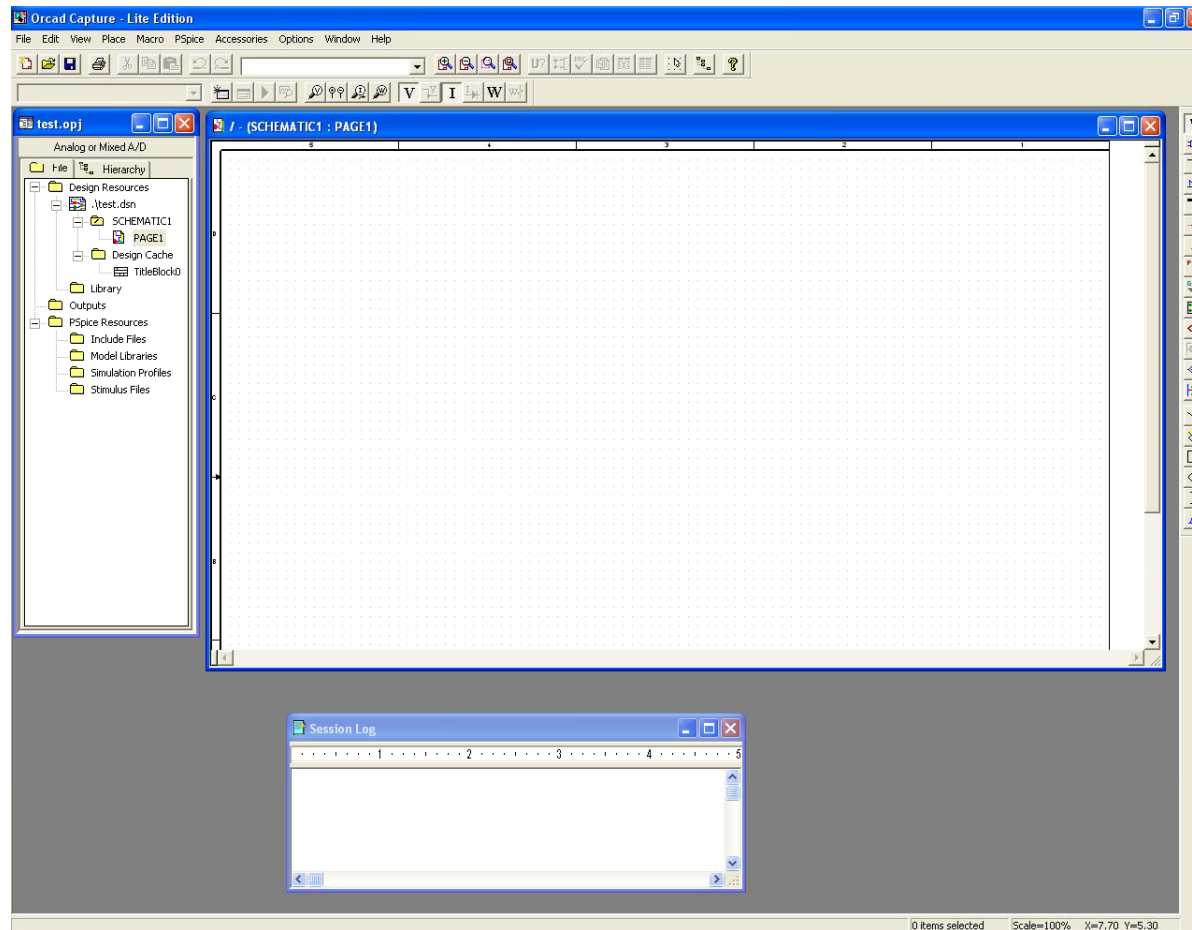 Orcad Capture - Lite Edition
File Edit View Place Macro PSpice Accessories Options Window Help
U?
V V I I W W
test.opj
/ - (SCHEMATIC1 : PAGE1)
Analog or Mixed A/D
File Hierarchy
5 4 3 2 1
Design Resources
.\test.dsn
SCHEMATIC1
PAGE1
D
Design Cache
TitleBlock0
Library
Outputs
PSpice Resources
Include Files
Model Libraries
Simulation Profiles
Stimulus Files
C
B
Session Log
1 2 3 4 5
0 items selected Scale=100% X=7.70 Y=5.30